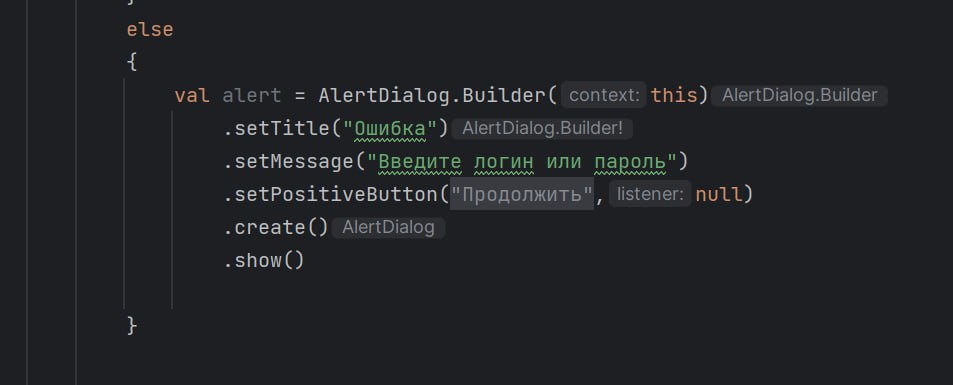 }
else
{
val alert = AlertDialog.Builder( context: this) AlertDialog.Builder
.setTitle("Ошибка") AlertDialog.Builder!
.setMessage("Введите логин или пароль")
.setPositiveButton("Продолжить", listener: null)
.create() AlertDialog
.show()
}